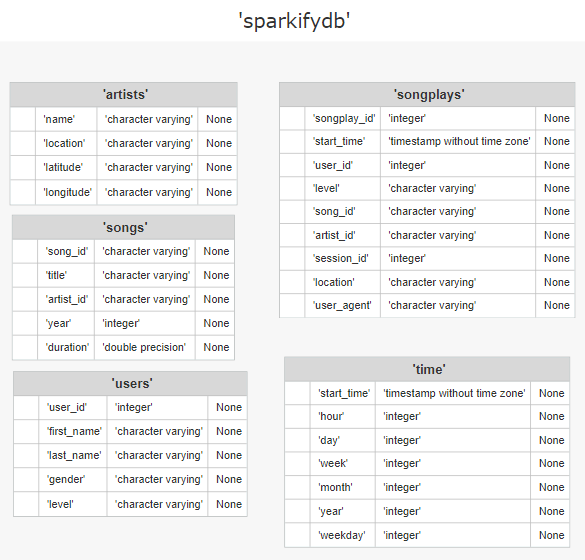 'sparkifydb'
'artists'
'name' 'character varying' None
'location' 'character varying' None
'latitude' 'character varying' None
'longitude' 'character varying' None
'songs'
'song_id' 'character varying' None
'title' 'character varying' None
'artist_id' 'character varying' None
'year' 'integer' None
'duration' 'double precision' None
'users'
'user_id' 'integer' None
'first_name' 'character varying' None
'last_name' 'character varying' None
'gender' 'character varying' None
'level' 'character varying' None
'songplays'
'songplay_id' 'integer' None
'start_time' 'timestamp without time zone' None
'user_id' 'integer' None
'level' 'character varying' None
'song_id' 'character varying' None
'artist_id' 'character varying' None
'session_id' 'integer' None
'location' 'character varying' None
'user_agent' 'character varying' None
'time'
'start_time' 'timestamp without time zone' None
'hour' 'integer' None
'day' 'integer' None
'week' 'integer' None
'month' 'integer' None
'year' 'integer' None
'weekday' 'integer' None